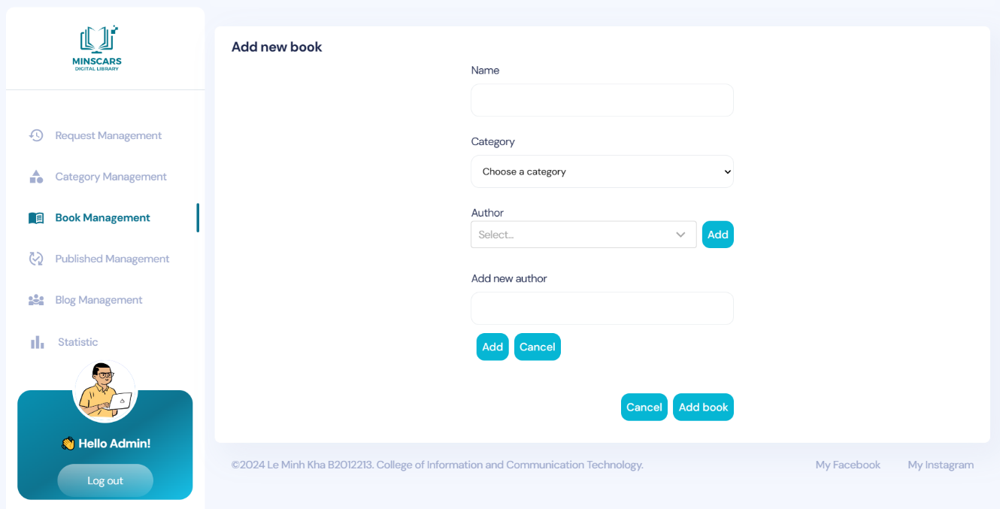 MINSCARS
DIGITAL LIBRARY
Request Management
Category Management
Book Management
Published Management
Blog Management
Statistic
👋 Hello Admin!
Log out
Add new book
Name
Category
Choose a category
Author
Select...
Add
Add new author
Add
Cancel
Cancel
Add book
©2024 Le Minh Kha B2012213. College of Information and Communication Technology.
My Facebook
My Instagram